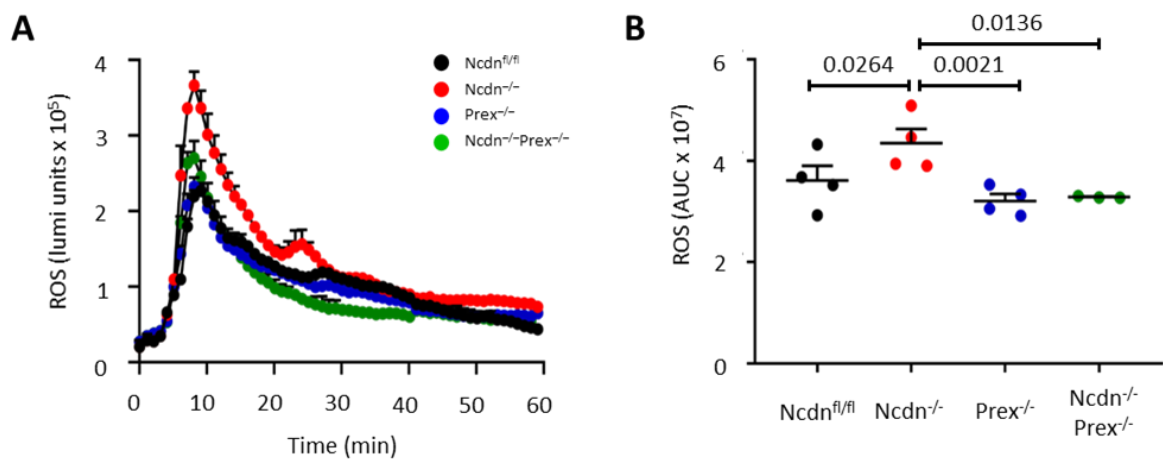 A
ROS (lumi units x 10⁵)
4
3
2
1
0
0 10 20 30 40 50 60
Time (min)
Ncdnfl/fl
Ncdn−/−
Prex−/−
Ncdn−/−Prex−/−
B
0.0136
0.0264 0.0021
ROS (AUC x 10⁷)
6
4
2
0
Ncdnfl/fl Ncdn-/- Prex-/- Ncdn-/-
Prex-/-